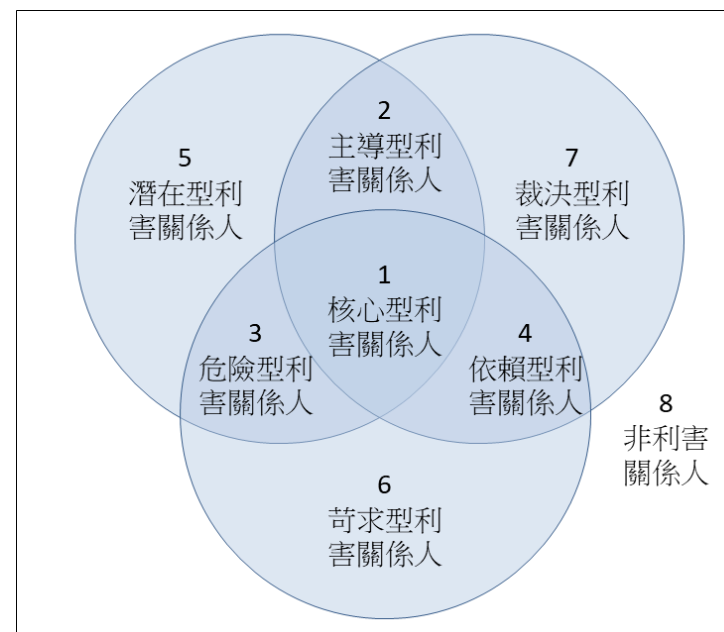 2
主導型利
害關係人
5
潛在型利
害關係人
7
裁決型利
害關係人
1
核心型利
害關係人
3
危險型利
害關係人
4
依賴型利
害關係人
8
非利害
關係人
6
苛求型利
害關係人